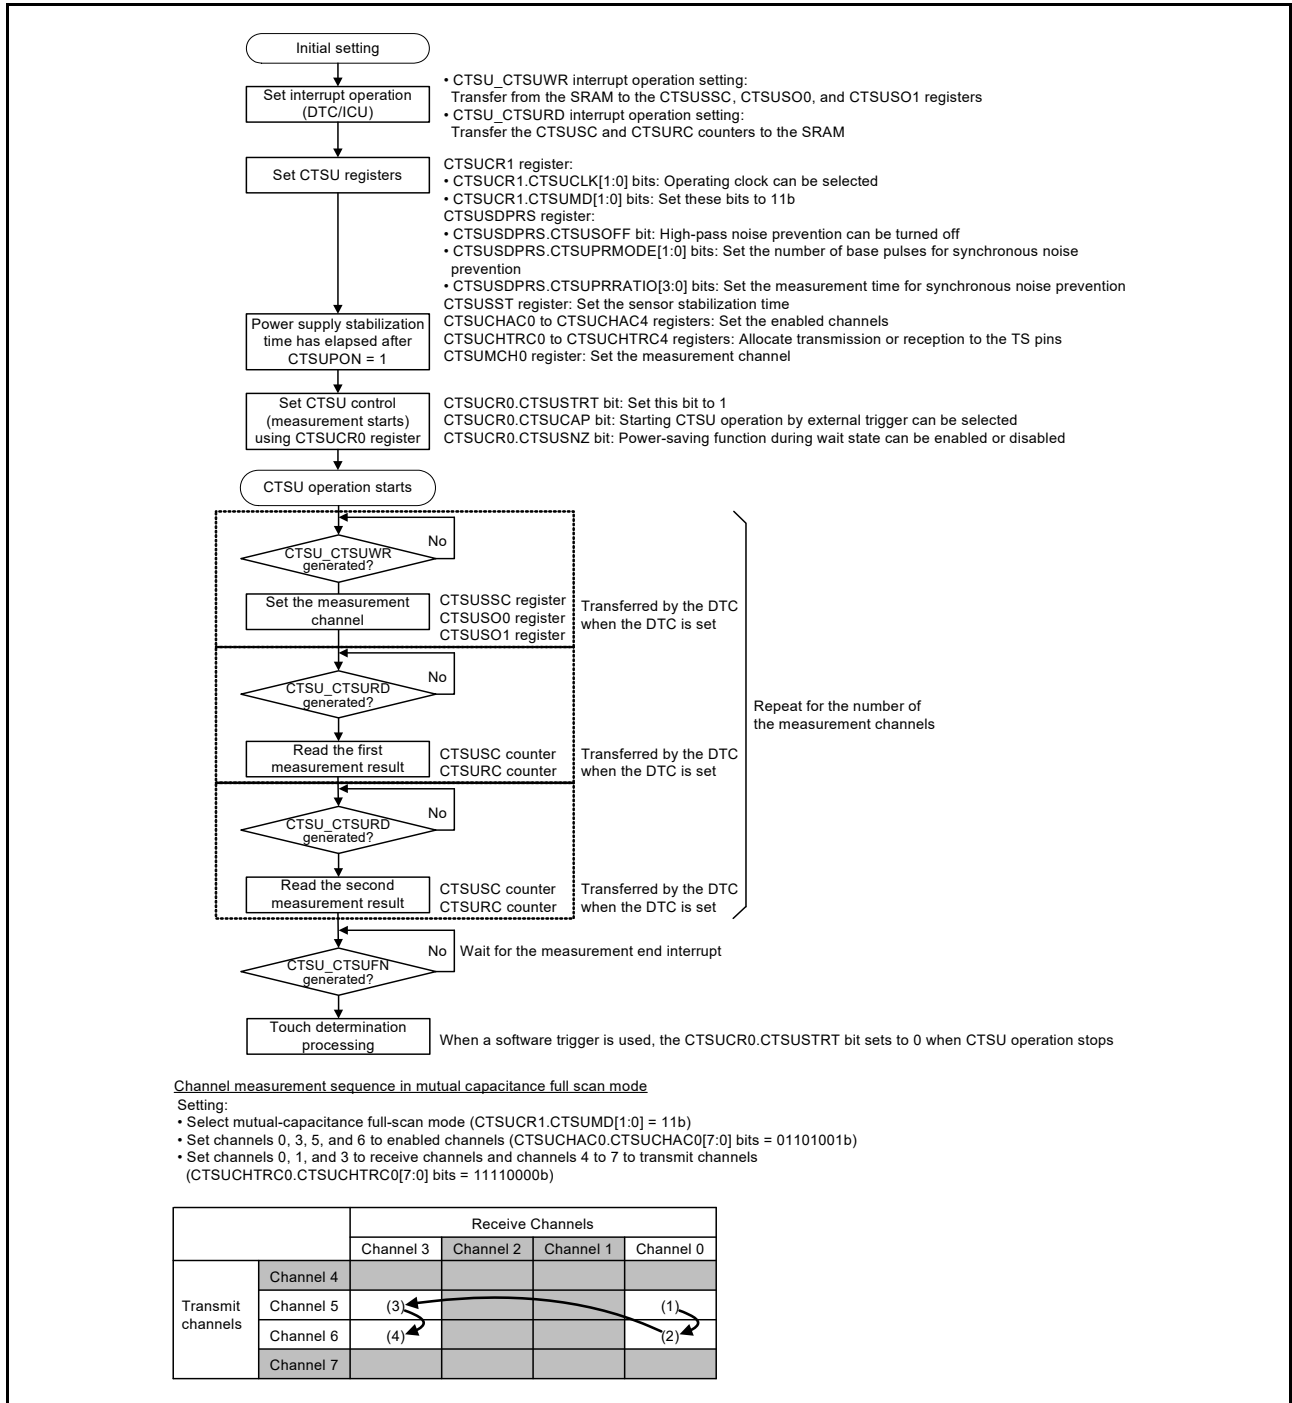 Initial setting
Set interrupt operation
(DTC/ICU)
• CTSU_CTSUWR interrupt operation setting:
Transfer from the SRAM to the CTSUSSC, CTSUSO0, and CTSUSO1 registers
• CTSU_CTSURD interrupt operation setting:
Transfer the CTSUSC and CTSURC counters to the SRAM
Set CTSU registers
CTSUCR1 register:
• CTSUCR1.CTSUCLK[1:0] bits: Operating clock can be selected
• CTSUCR1.CTSUMD[1:0] bits: Set these bits to 11b
CTSUSDPRS register:
• CTSUSDPRS.CTSUSOFF bit: High-pass noise prevention can be turned off
• CTSUSDPRS.CTSUPRMODE[1:0] bits: Set the number of base pulses for synchronous noise
prevention
• CTSUSDPRS.CTSUPRRATIO[3:0] bits: Set the measurement time for synchronous noise prevention
CTSUSST register: Set the sensor stabilization time
CTSUCHAC0 to CTSUCHAC4 registers: Set the enabled channels
CTSUCHTRC0 to CTSUCHTRC4 registers: Allocate transmission or reception to the TS pins
CTSUMCH0 register: Set the measurement channel
Power supply stabilization
time has elapsed after
CTSUPON = 1
Set CTSU control
(measurement starts)
using CTSUCR0 register
CTSUCR0.CTSUSTRT bit: Set this bit to 1
CTSUCR0.CTSUCAP bit: Starting CTSU operation by external trigger can be selected
CTSUCR0.CTSUSNZ bit: Power-saving function during wait state can be enabled or disabled
CTSU operation starts
No
CTSU_CTSUWR
generated?
Set the measurement
channel
CTSUSSC register
CTSUSO0 register
CTSUSO1 register
Transferred by the DTC
when the DTC is set
No
CTSU_CTSURD
generated?
Repeat for the number of
the measurement channels
Read the first
measurement result
CTSUSC counter
CTSURC counter
Transferred by the DTC
when the DTC is set
No
CTSU_CTSURD
generated?
Read the second
measurement result
CTSUSC counter
CTSURC counter
Transferred by the DTC
when the DTC is set
No
Wait for the measurement end interrupt
CTSU_CTSUFN
generated?
Touch determination
processing
When a software trigger is used, the CTSUCR0.CTSUSTRT bit sets to 0 when CTSU operation stops
Channel measurement sequence in mutual capacitance full scan mode
Setting:
• Select mutual-capacitance full-scan mode (CTSUCR1.CTSUMD[1:0] = 11b)
• Set channels 0, 3, 5, and 6 to enabled channels (CTSUCHAC0.CTSUCHAC0[7:0] bits = 01101001b)
• Set channels 0, 1, and 3 to receive channels and channels 4 to 7 to transmit channels
(CTSUCHTRC0.CTSUCHTRC0[7:0] bits = 11110000b)
Receive Channels
Channel 3 Channel 2 Channel 1 Channel 0
Transmit
channels
Channel 4
Channel 5 (3) (1)
Channel 6 (4) (2)
Channel 7